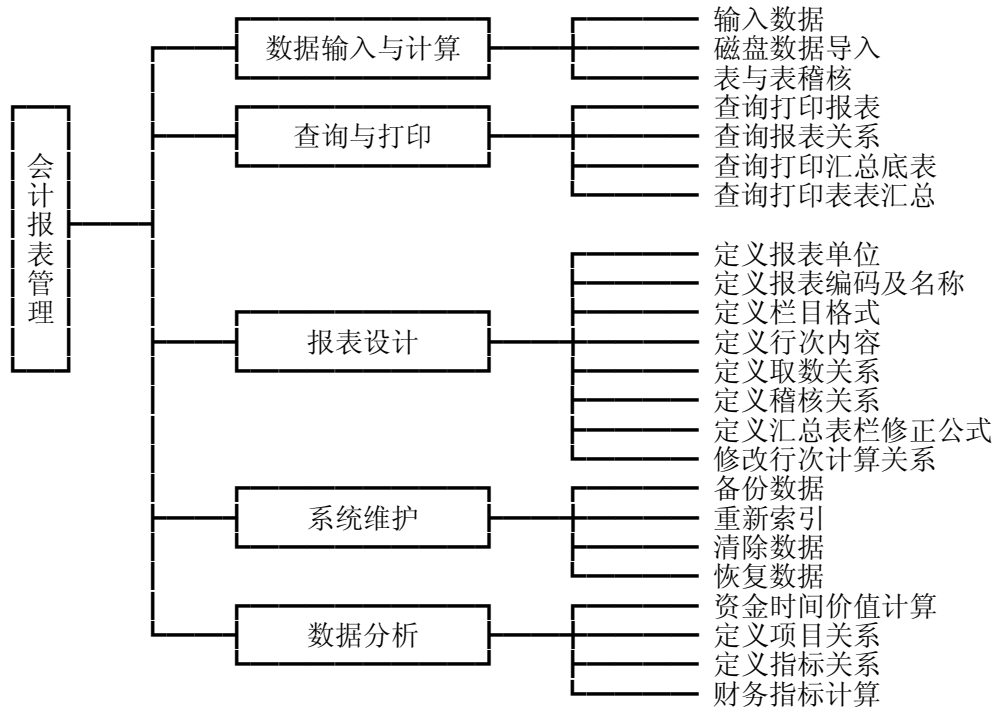 会计报表管理
数据输入与计算
输入数据
磁盘数据导入
表与表稽核
查询与打印
查询打印报表
查询报表关系
查询打印汇总底表
查询打印表表汇总
报表设计
定义报表单位
定义报表编码及名称
定义栏目格式
定义行次内容
定义取数关系
定义稽核关系
定义汇总表栏修正公式
修改行次计算关系
系统维护
备份数据
重新索引
清除数据
恢复数据
数据分析
资金时间价值计算
定义项目关系
定义指标关系
财务指标计算